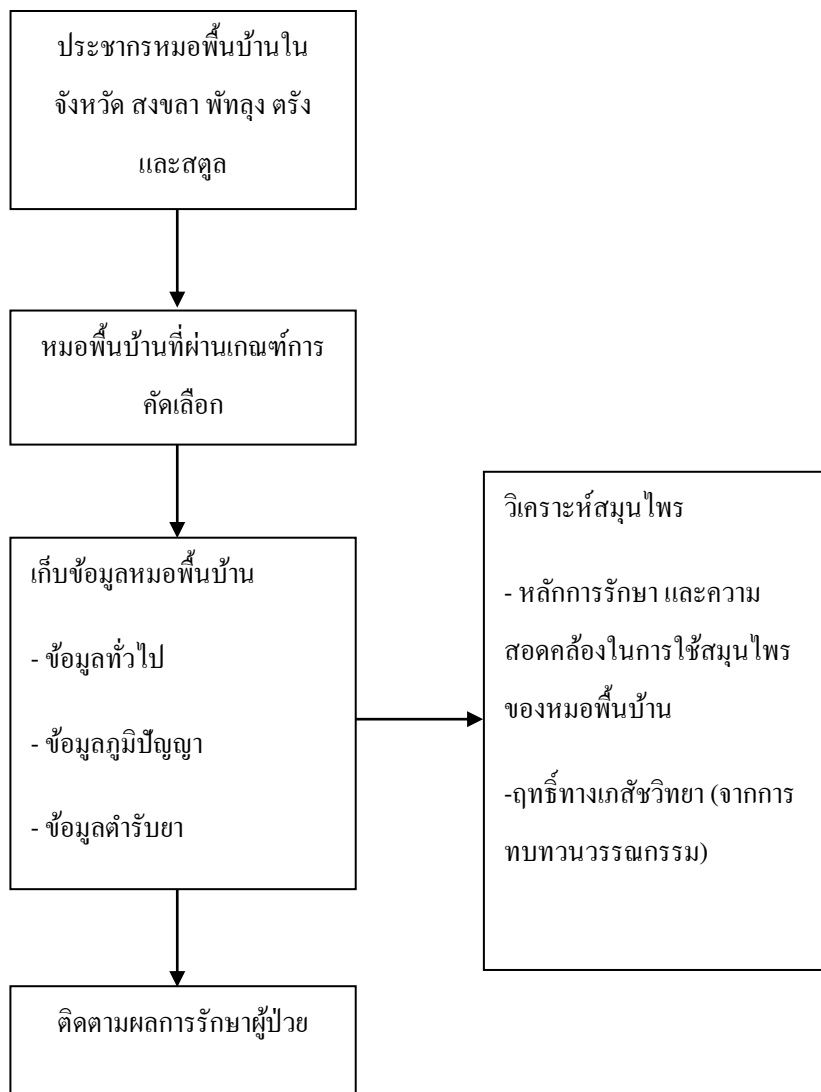 ประชากรหมอพื้นบ้านใน
จังหวัด สงขลา พัทลุง ตรัง
และสตูล
หมอพื้นบ้านที่ผ่านเกณฑ์การ
คัดเลือก
เก็บข้อมูลหมอพื้นบ้าน
- ข้อมูลทั่วไป
- ข้อมูลภูมิปัญญา
- ข้อมูลตำรับยา
วิเคราะห์สมุนไพร
- หลักการรักษา และความ
สอดคล้องในการใช้สมุนไพร
ของหมอพื้นบ้าน
-ฤทธิ์ทางเภสัชวิทยา (จากการ
ทบทวนวรรณกรรม)
ติดตามผลการรักษาผู้ป่วย